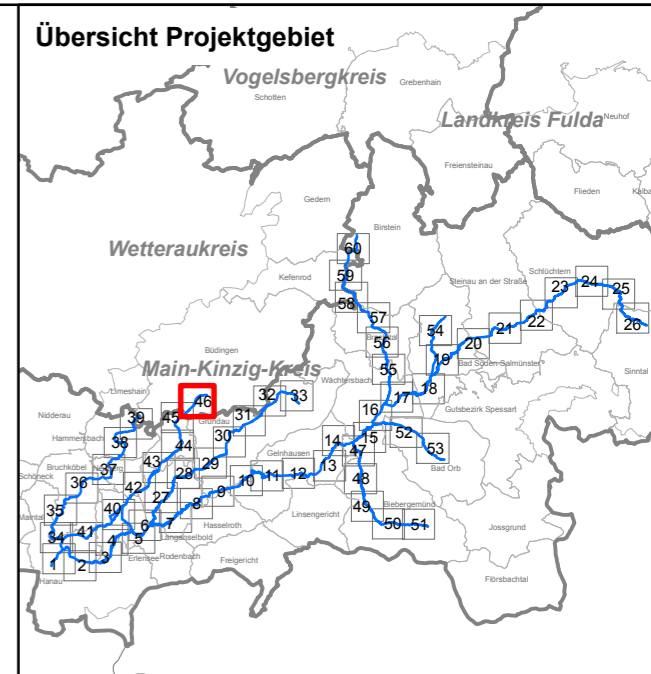 Übersicht Projektgebiet
Vogelsbergkreis
Grebenhain
Schotten
Landkreis Fulda
Neuhof
Freiensteinau
Flieden
Gedern
Birstein
Wetteraukreis
60
59
Kefenrod
58
Steinau an der Straße
Schlüchtern
23
24
25
57
54
22
26
21
Büdingen
56
20
19
Sinntal
Main-Kinzig-Kreis
Limeshain
Wächtersbach
55
Bad Soden-Salmünster
46
32
33
17
18
Nidderau
39
45
Gründau
31
16
Gutsbezirk Spessart
Hammersbach
38
30
14
15
52
44
Gelnhausen
47
53
Bruchköbel
37
43
29
13
Bad Orb
Schöneck
36
28
11
12
48
42
10
9
Linsengericht
35
27
8
49
Biebergemünd
Maintal
40
Hasselroth
50
51
41
6
7
Jossgrund
34
4
5
Langenselbold
Erlensee
Rodenbach
Freigericht
1
2
3
Hanau
Flörsbachtal